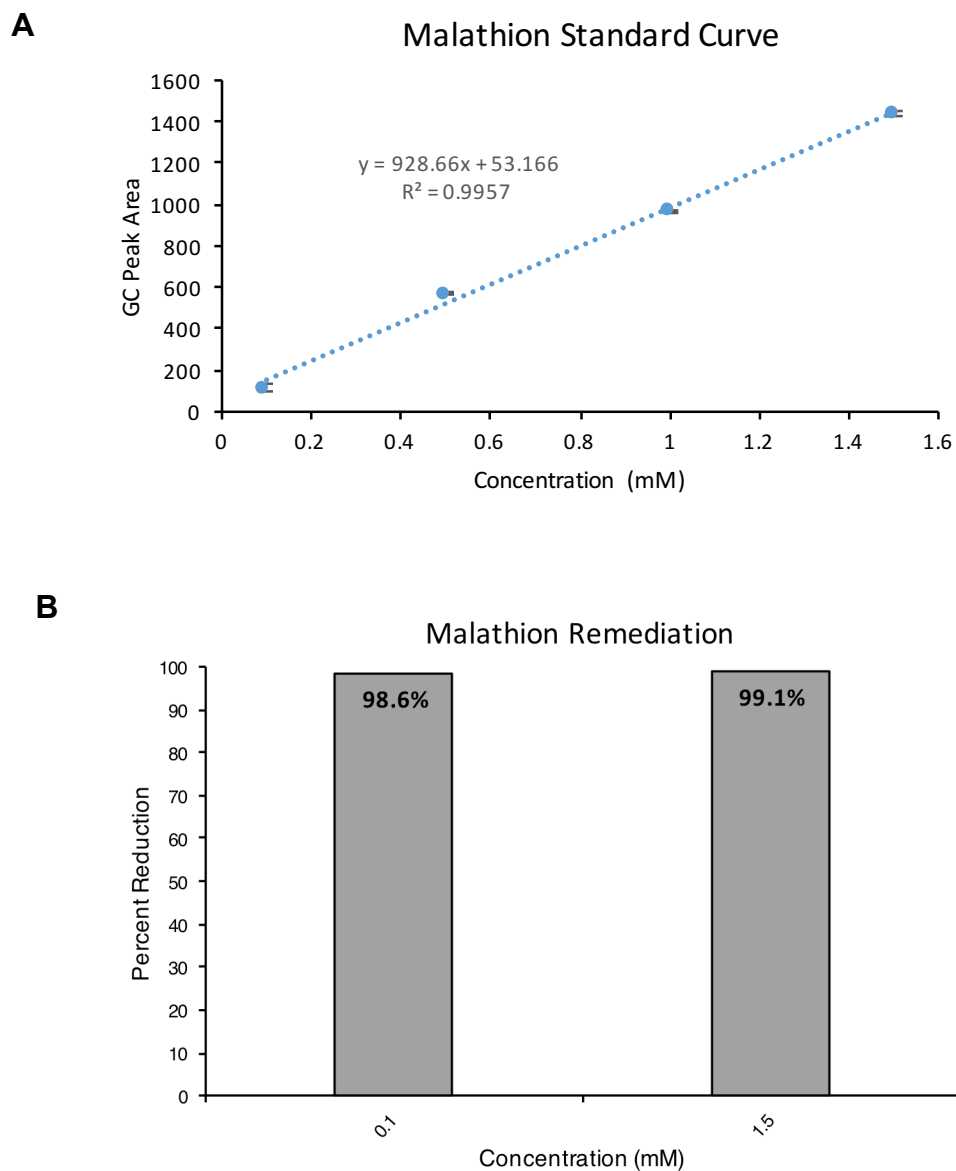 A
Malathion Standard Curve
1600
1400
1200
1000
800
600
400
200
0
GC Peak Area
y = 928.66x + 53.166
R² = 0.9957
0 0.2 0.4 0.6 0.8 1 1.2 1.4 1.6
Concentration (mM)
B
Malathion Remediation
100
90
80
70
60
50
40
30
20
10
0
Percent Reduction
98.6% 99.1%
0.1 1.5
Concentration (mM)